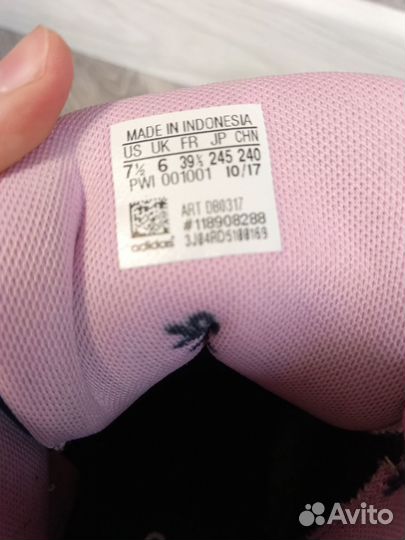 MADE IN INDONESIA
US UK FR JP CHN
7½ 6 39⅓ 245 240
PWI 001001 10/17
ART D80317
#118908288
3J04RD5100169
adidas
Avito